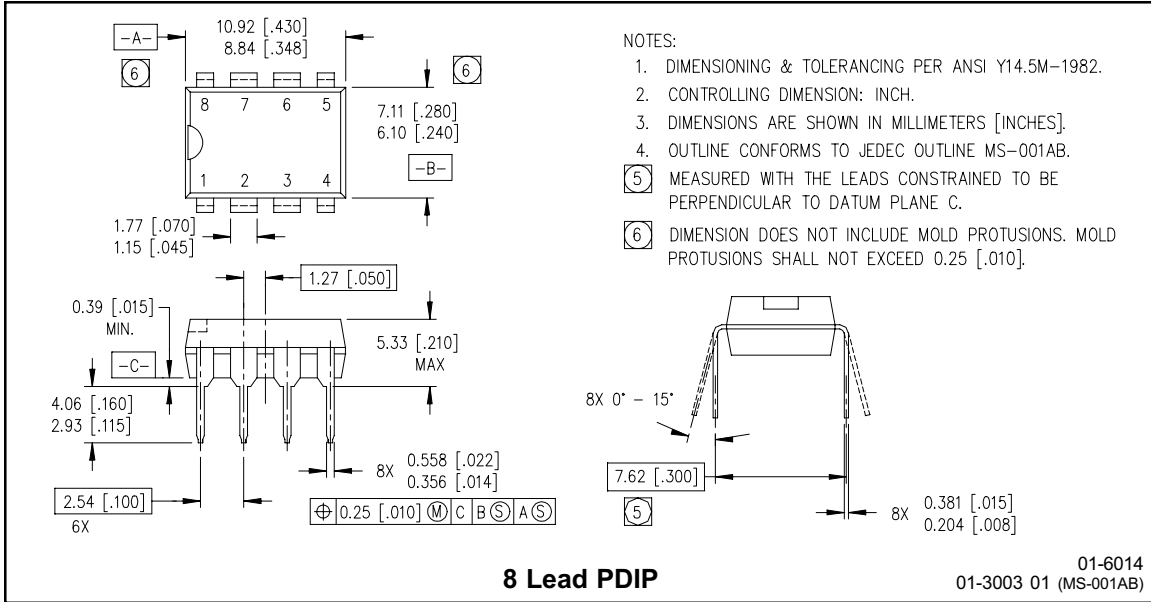 -A-
10.92 [.430]
8.84 [.348]
6
6
8 7 6 5
7.11 [.280]
6.10 [.240]
-B-
1 2 3 4
1.77 [.070]
1.15 [.045]
1.27 [.050]
0.39 [.015]
MIN.
-C-
5.33 [.210]
MAX
4.06 [.160]
2.93 [.115]
2.54 [.100]
6X
8X 0.558 [.022]
0.356 [.014]
⌖ 0.25 [.010] Ⓜ C B Ⓢ A Ⓢ
NOTES:
1. DIMENSIONING & TOLERANCING PER ANSI Y14.5M-1982.
2. CONTROLLING DIMENSION: INCH.
3. DIMENSIONS ARE SHOWN IN MILLIMETERS [INCHES].
4. OUTLINE CONFORMS TO JEDEC OUTLINE MS-001AB.
5 MEASURED WITH THE LEADS CONSTRAINED TO BE
PERPENDICULAR TO DATUM PLANE C.
6 DIMENSION DOES NOT INCLUDE MOLD PROTUSIONS. MOLD
PROTUSIONS SHALL NOT EXCEED 0.25 [.010].
8X 0° - 15°
7.62 [.300]
5
8X 0.381 [.015]
0.204 [.008]
8 Lead PDIP
01-6014
01-3003 01 (MS-001AB)